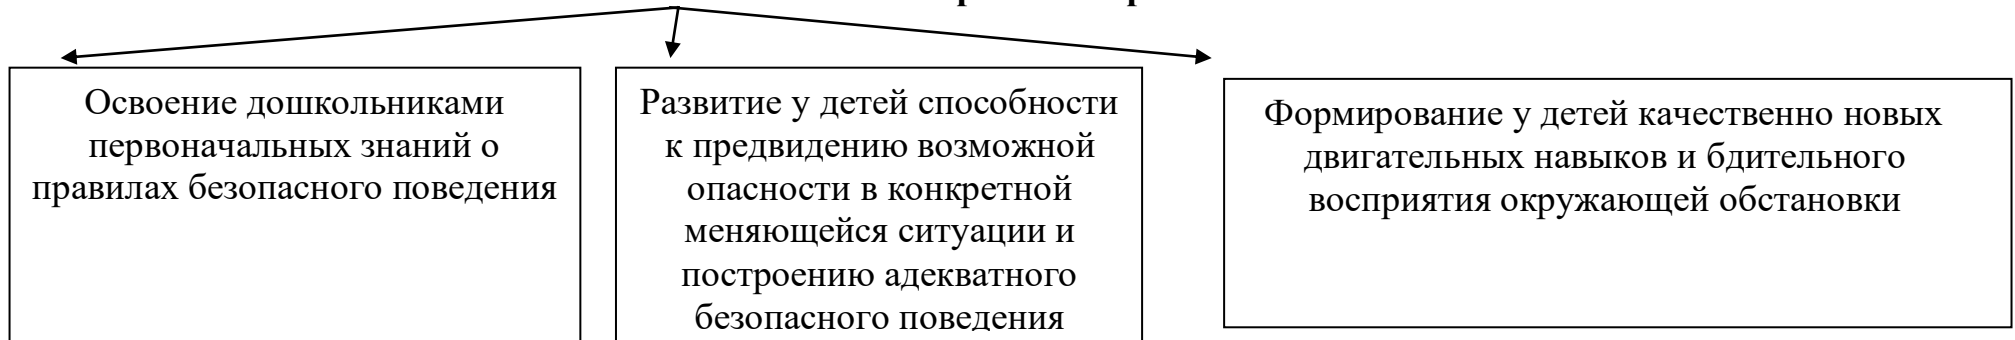 Освоение дошкольниками
первоначальных знаний о
правилах безопасного поведения
Развитие у детей способности
к предвидению возможной
опасности в конкретной
меняющейся ситуации и
построению адекватного
безопасного поведения
Формирование у детей качественно новых
двигательных навыков и бдительного
восприятия окружающей обстановки